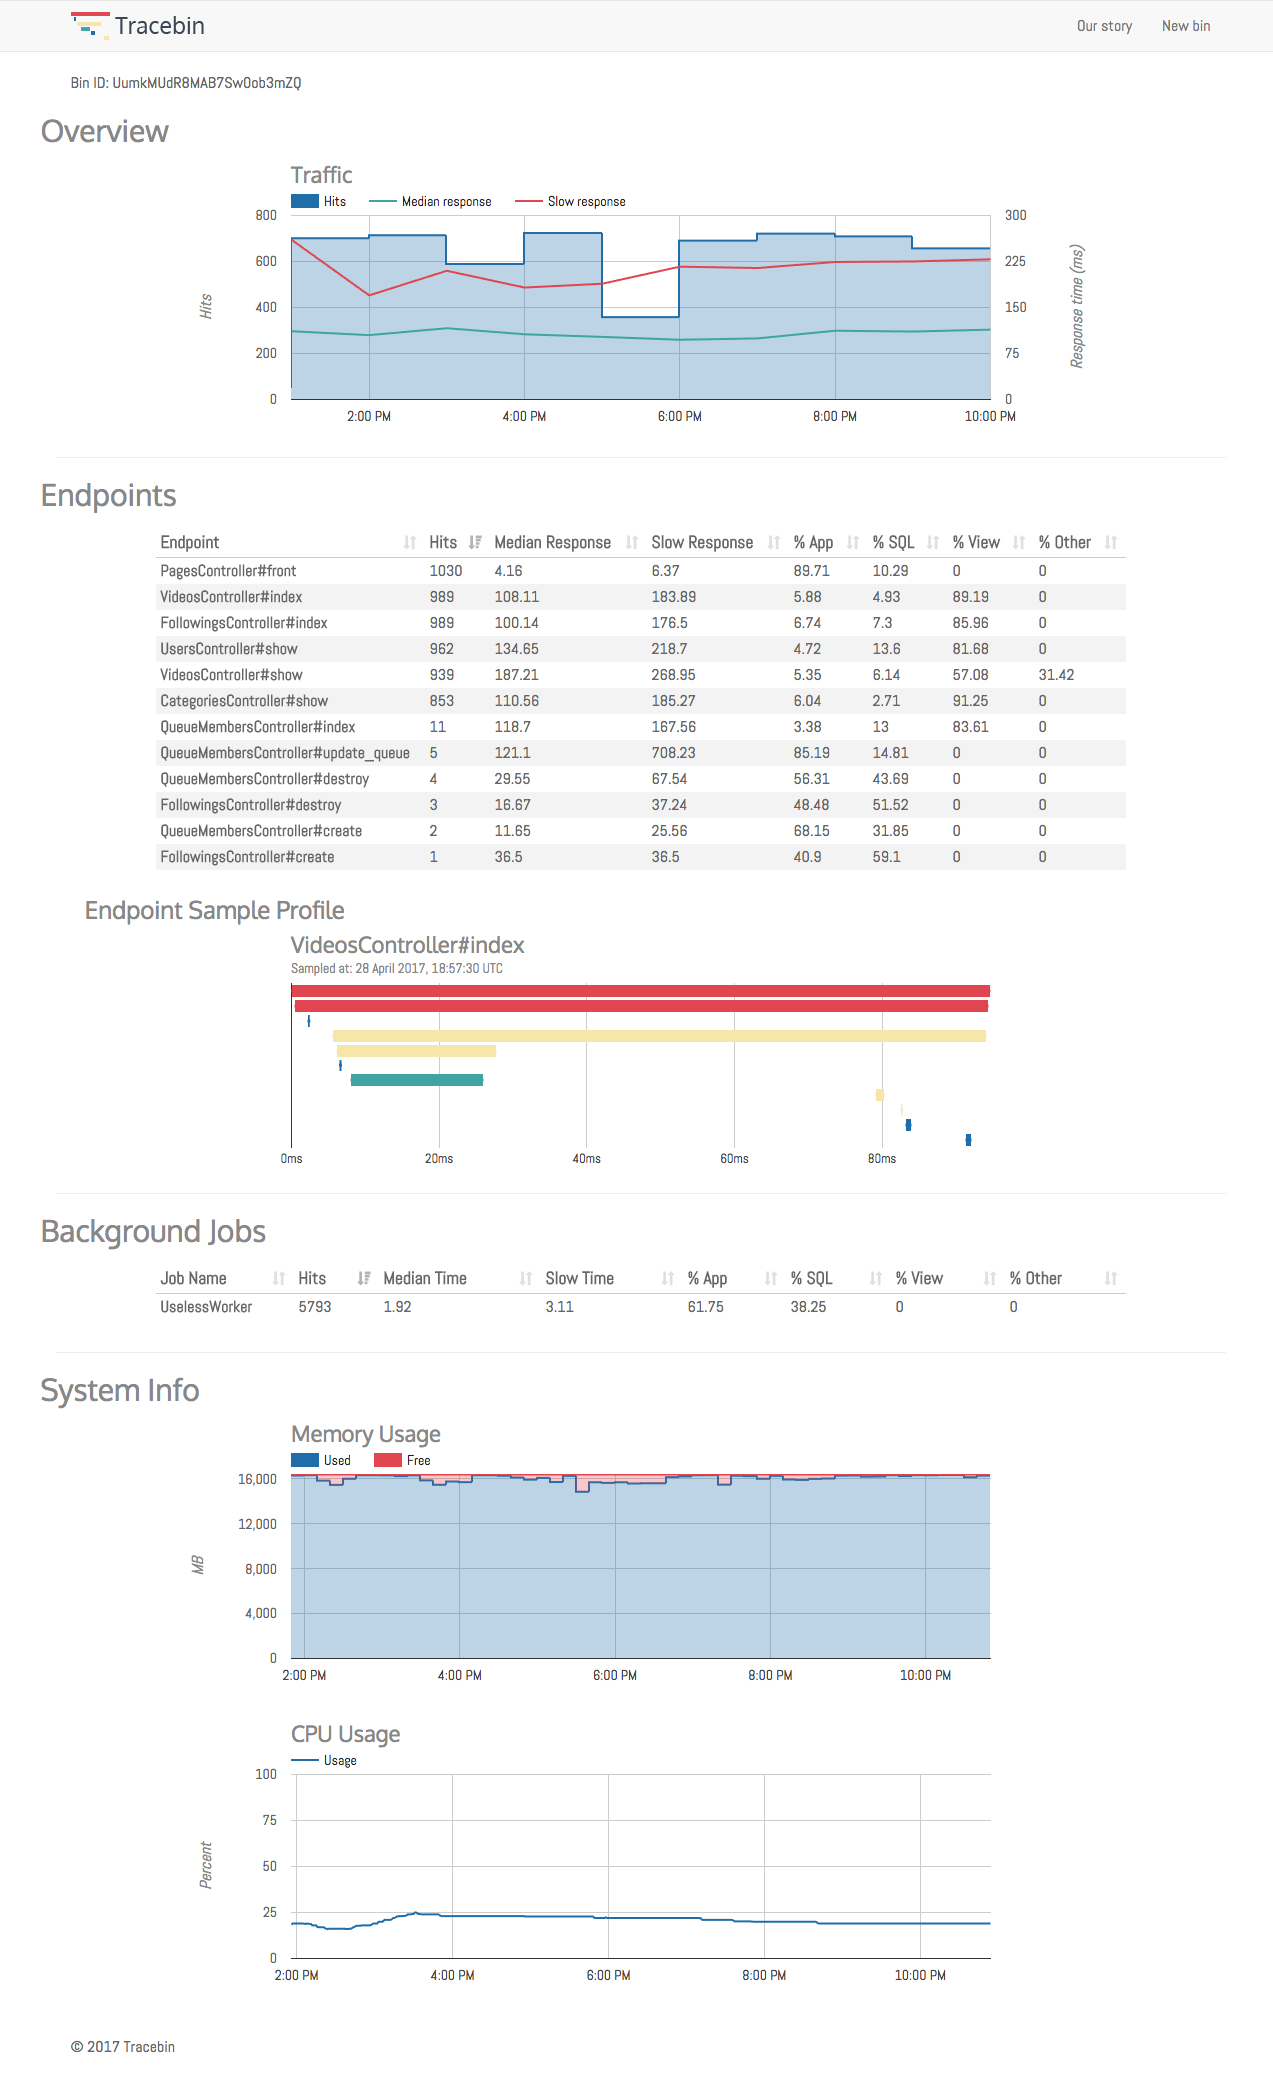 Tracebin
Our story New bin
Bin ID: UumkMUdR8MAB7Sw0ob3mZQ
Overview
Traffic
Hits Median response Slow response
800 300
600 225
400 150
200 75
0 0
Hits
Response time (ms)
2:00 PM 4:00 PM 6:00 PM 8:00 PM 10:00 PM
Endpoints
Endpoint Hits Median Response Slow Response % App % SQL % View % Other
PagesController#front 1030 4.16 6.37 89.71 10.29 0 0
VideosController#index 989 108.11 183.89 5.88 4.93 89.19 0
FollowingsController#index 989 100.14 176.5 6.74 7.3 85.96 0
UsersController#show 962 134.65 218.7 4.72 13.6 81.68 0
VideosController#show 939 187.21 268.95 5.35 6.14 57.08 31.42
CategoriesController#show 853 110.56 185.27 6.04 2.71 91.25 0
QueueMembersController#index 11 118.7 167.56 3.38 13 83.61 0
QueueMembersController#update_queue 5 121.1 708.23 85.19 14.81 0 0
QueueMembersController#destroy 4 29.55 67.54 56.31 43.69 0 0
FollowingsController#destroy 3 16.67 37.24 48.48 51.52 0 0
QueueMembersController#create 2 11.65 25.56 68.15 31.85 0 0
FollowingsController#create 1 36.5 36.5 40.9 59.1 0 0
Endpoint Sample Profile
VideosController#index
Sampled at: 28 April 2017, 18:57:30 UTC
0ms 20ms 40ms 60ms 80ms
Background Jobs
Job Name Hits Median Time Slow Time % App % SQL % View % Other
UselessWorker 5793 1.92 3.11 61.75 38.25 0 0
System Info
Memory Usage
Used Free
16,000
12,000
8,000
4,000
0
MB
2:00 PM 4:00 PM 6:00 PM 8:00 PM 10:00 PM
CPU Usage
Usage
100
75
50
25
0
Percent
2:00 PM 4:00 PM 6:00 PM 8:00 PM 10:00 PM
© 2017 Tracebin